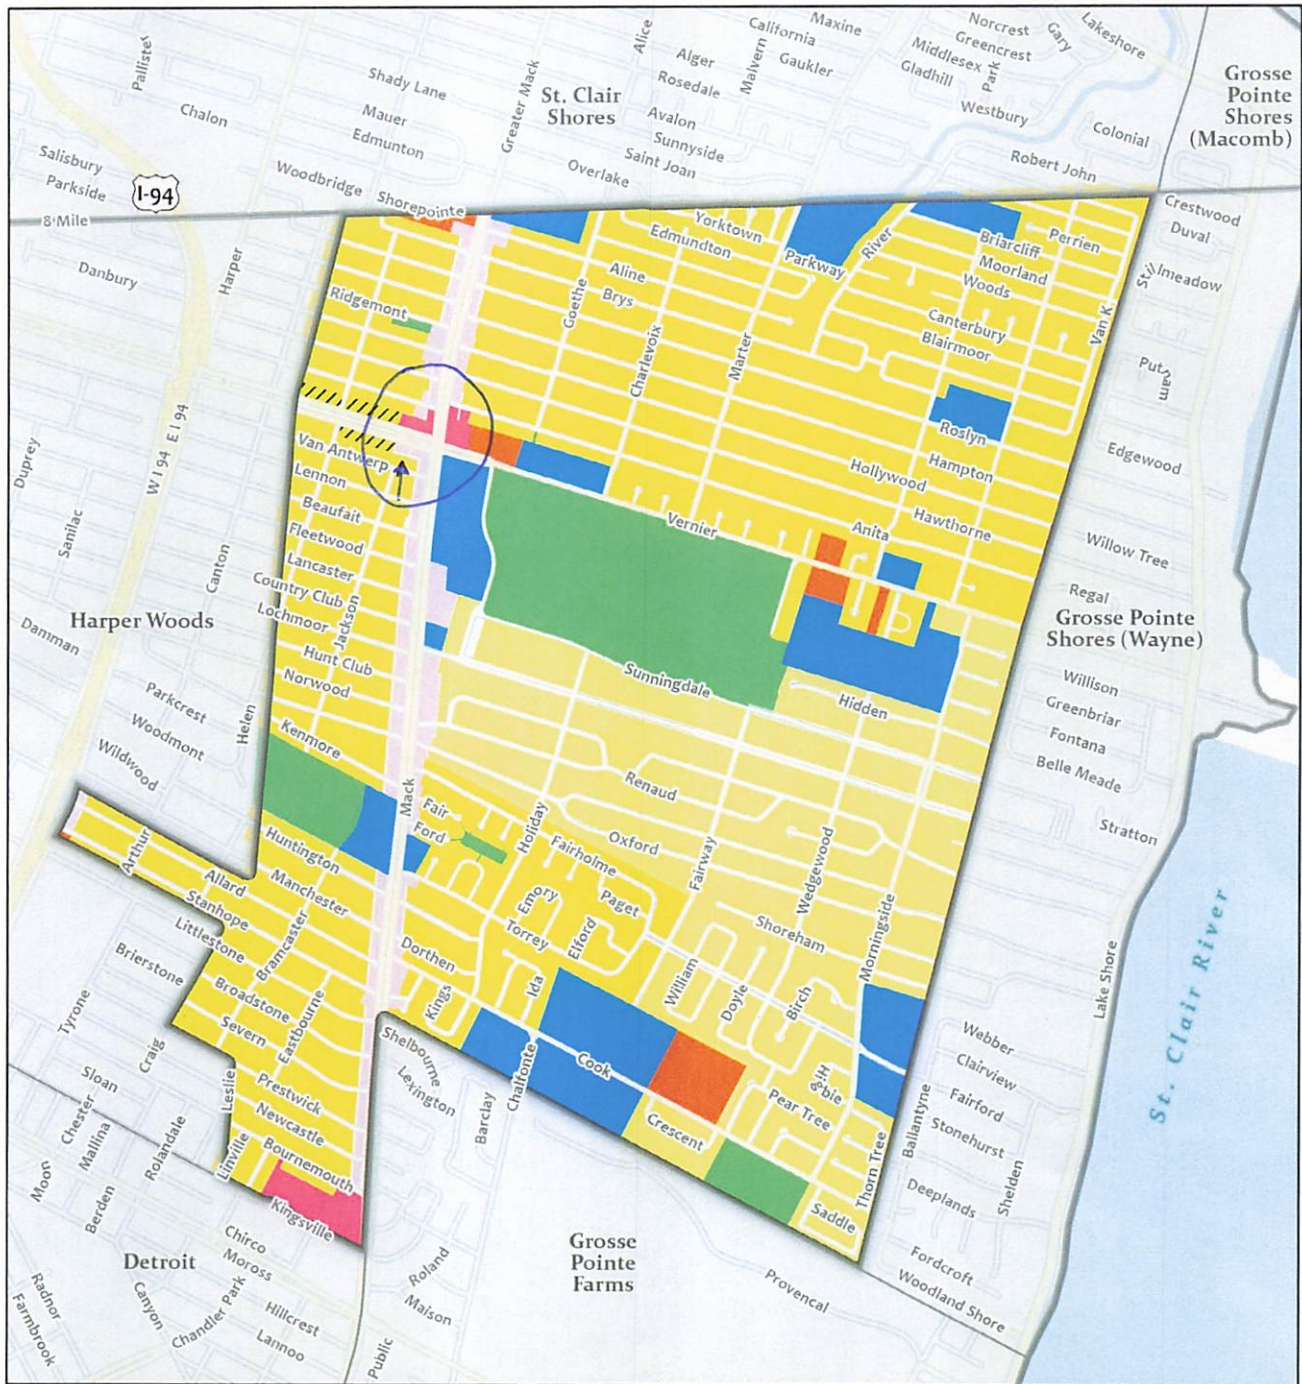 Pallister
Chalon
Salisbury
Parkside
I-94
8 Mile
Danbury
Harper
Shady Lane
Mauer
Edmunton
Woodbridge
Shorepointe
Greater Mack
St. Clair
Shores
Alice
Alger
Rosedale
Avalon
Sunnyside
Saint Joan
Overlake
Malvern
California
Maxine
Gaukler
Norcrest
Greencrest
Middlesex
Gladhill
Park
Gary
Lakeshore
Westbury
Colonial
Robert John
Grosse
Pointe
Shores
(Macomb)
Crestwood
Duval
Stillmeadow
Putnam
Edgewood
Willow Tree
Regal
Grosse Pointe
Shores (Wayne)
Willison
Greenbriar
Fontana
Belle Meade
Stratton
Yorktown
Edmundton
Parkway
River
Briarcliff
Perrien
Moorland
Woods
Canterbury
Blairmoor
Van K
Aline
Brys
Goethe
Charlevoix
Marter
Ridgemont
Roslyn
Hampton
Hollywood
Hawthorne
Anita
Vernier
Van Antwerp
Lennon
Beaufait
Fleetwood
Lancaster
Country Club
Lochmoor
Jackson
Hunt Club
Norwood
Kenmore
Duprey
Sanilac
W I 94 E I 94
Canton
Harper Woods
Damman
Parkcrest
Woodmont
Wildwood
Helen
Sunningdale
Hidden
Renaud
Oxford
Mack
Fair
Ford
Holiday
Fairholme
Paget
Emory
Torrey
Elford
Fairway
Wedgewood
Shoreham
Morningside
Arthur
Allard
Stanhope
Littlestone
Huntington
Manchester
Bramcaster
Brierstone
Broadstone
Severn
Eastbourne
Dorthen
Kings
Ida
William
Doyle
Birch
Tyrone
Craig
Sloan
Chester
Mallina
Moon
Berden
Rolandale
Leslie
Prestwick
Newcastle
Linville
Bournemouth
Kingsville
Shelbourne
Lexington
Barclay
Chalfonte
Cook
Crescent
Pear Tree
Thorn Tree
Saddle
Ballantyne
Webber
Clairview
Fairford
Stonehurst
Shelden
Deeplands
Fordcroft
Woodland Shore
Lake Shore
St. Clair River
Detroit
Chirco
Moross
Chandler Park
Canyon
Hillcrest
Lannoo
Radnor
Farmbrook
Roland
Maison
Public
Grosse
Pointe
Farms
Provencal